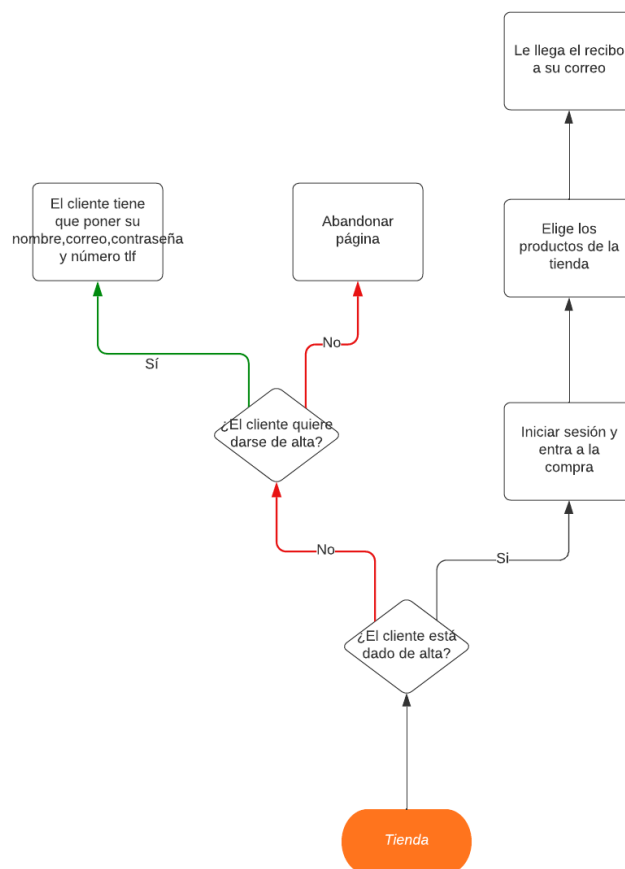 Le llega el recibo
a su correo
El cliente tiene
que poner su
nombre,correo,contraseña
y número tlf
Abandonar
página
Elige los
productos de la
tienda
No
Sí
¿El cliente quiere
darse de alta?
Iniciar sesión y
entra a la
compra
No
Si
¿El cliente está
dado de alta?
Tienda